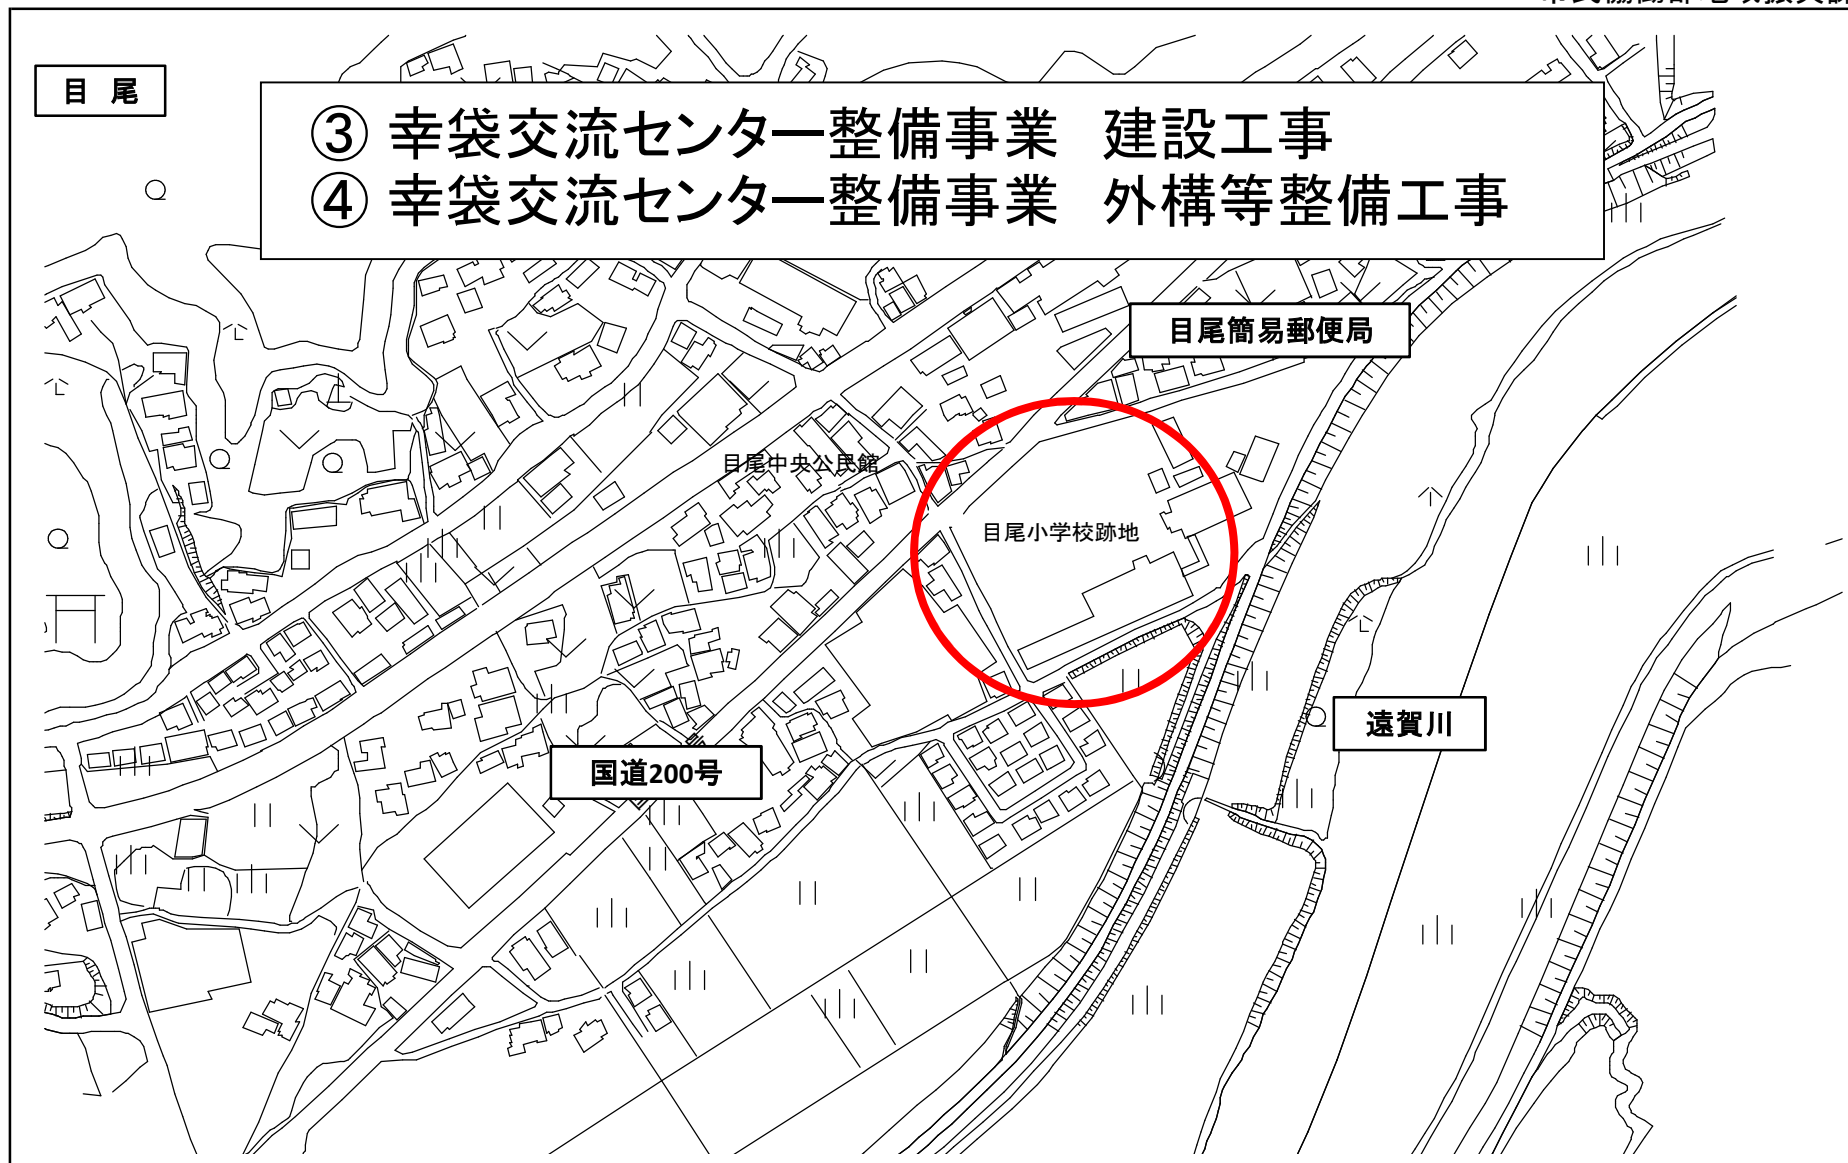 目 尾
③ 幸袋交流センター整備事業 建設工事
④ 幸袋交流センター整備事業 外構等整備工事
目尾簡易郵便局
目尾中央公民館
目尾小学校跡地
遠賀川
国道200号